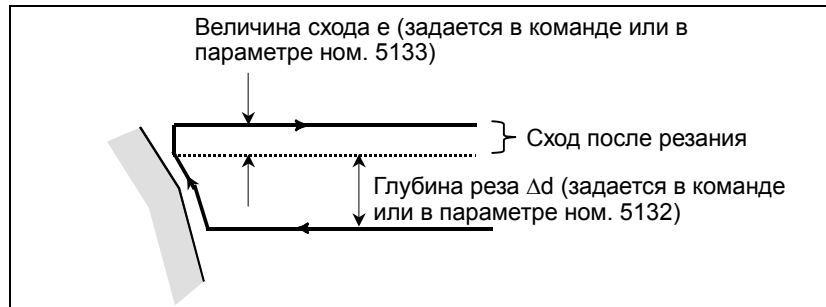 Величина схода e (задается в команде или в
параметре ном. 5133)
Сход после резания
Глубина реза Δd (задается в команде
или в параметре ном. 5132)